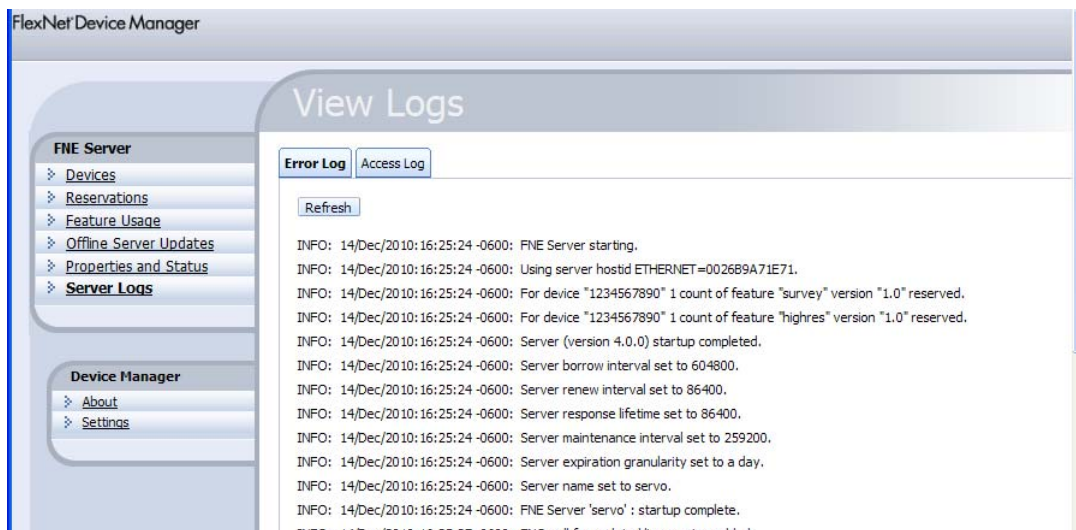 FlexNet Device Manager
View Logs
FNE Server
Devices
Reservations
Feature Usage
Offline Server Updates
Properties and Status
Server Logs
Device Manager
About
Settings
Error Log
Access Log
Refresh
INFO: 14/Dec/2010:16:25:24 -0600: FNE Server starting.
INFO: 14/Dec/2010:16:25:24 -0600: Using server hostid ETHERNET=0026B9A71E71.
INFO: 14/Dec/2010:16:25:24 -0600: For device "1234567890" 1 count of feature "survey" version "1.0" reserved.
INFO: 14/Dec/2010:16:25:24 -0600: For device "1234567890" 1 count of feature "highres" version "1.0" reserved.
INFO: 14/Dec/2010:16:25:24 -0600: Server (version 4.0.0) startup completed.
INFO: 14/Dec/2010:16:25:24 -0600: Server borrow interval set to 604800.
INFO: 14/Dec/2010:16:25:24 -0600: Server renew interval set to 86400.
INFO: 14/Dec/2010:16:25:24 -0600: Server response lifetime set to 86400.
INFO: 14/Dec/2010:16:25:24 -0600: Server maintenance interval set to 259200.
INFO: 14/Dec/2010:16:25:24 -0600: Server expiration granularity set to a day.
INFO: 14/Dec/2010:16:25:24 -0600: Server name set to servo.
INFO: 14/Dec/2010:16:25:24 -0600: FNE Server 'servo' : startup complete.